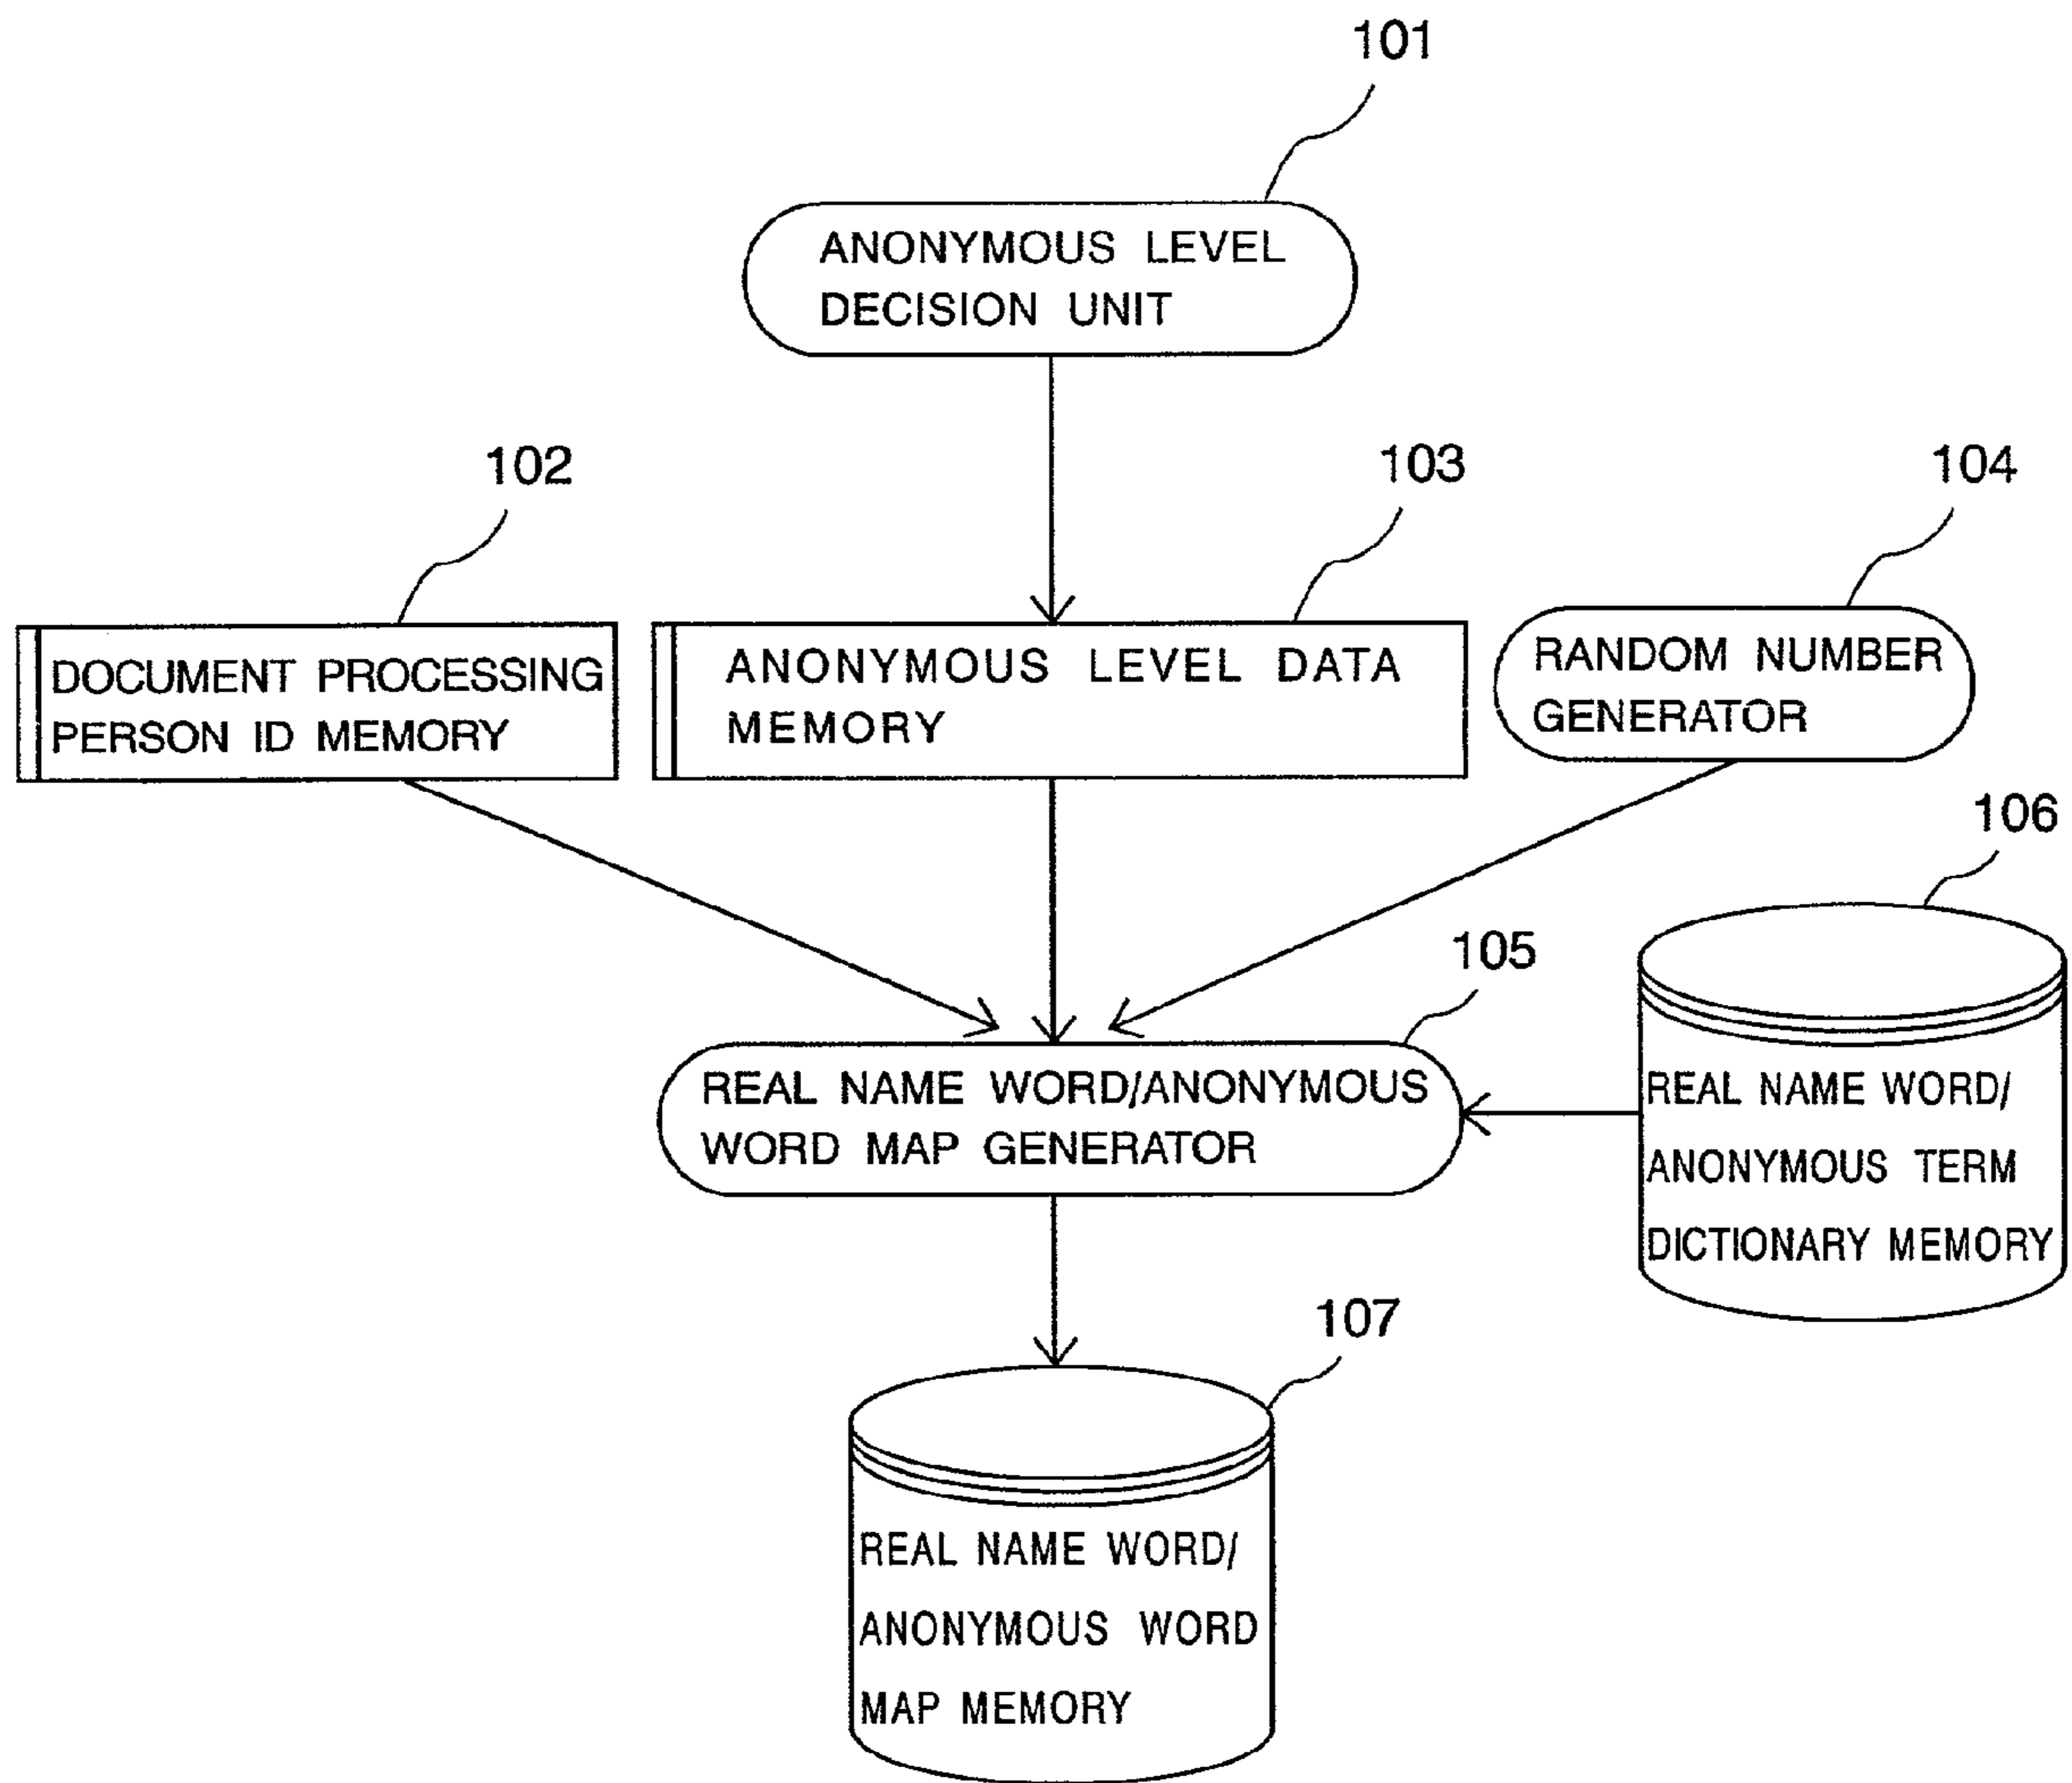 101
ANONYMOUS LEVEL
DECISION UNIT
102
103
104
DOCUMENT PROCESSING
PERSON ID MEMORY
ANONYMOUS LEVEL DATA
MEMORY
RANDOM NUMBER
GENERATOR
106
105
REAL NAME WORD/ANONYMOUS
WORD MAP GENERATOR
REAL NAME WORD/
ANONYMOUS TERM
DICTIONARY MEMORY
107
REAL NAME WORD/
ANONYMOUS WORD
MAP MEMORY